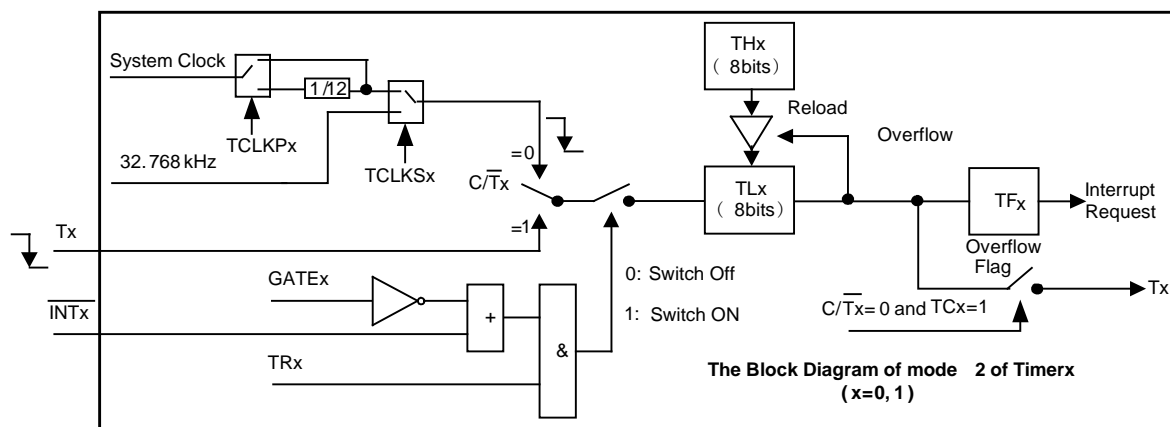 System Clock
1/12
TCLKPx
32.768 kHz
TCLKSx
THx
( 8bits)
Reload
Overflow
=0
C/T̅x
=1
TLx
( 8bits)
TFx
Interrupt
Request
Overflow
Flag
Tx
Tx
GATEx
I̅N̅T̅x̅
+
&
TRx
0: Switch Off
1: Switch ON
C/T̅x=0 and TCx=1
The Block Diagram of mode 2 of Timerx
(x=0, 1)